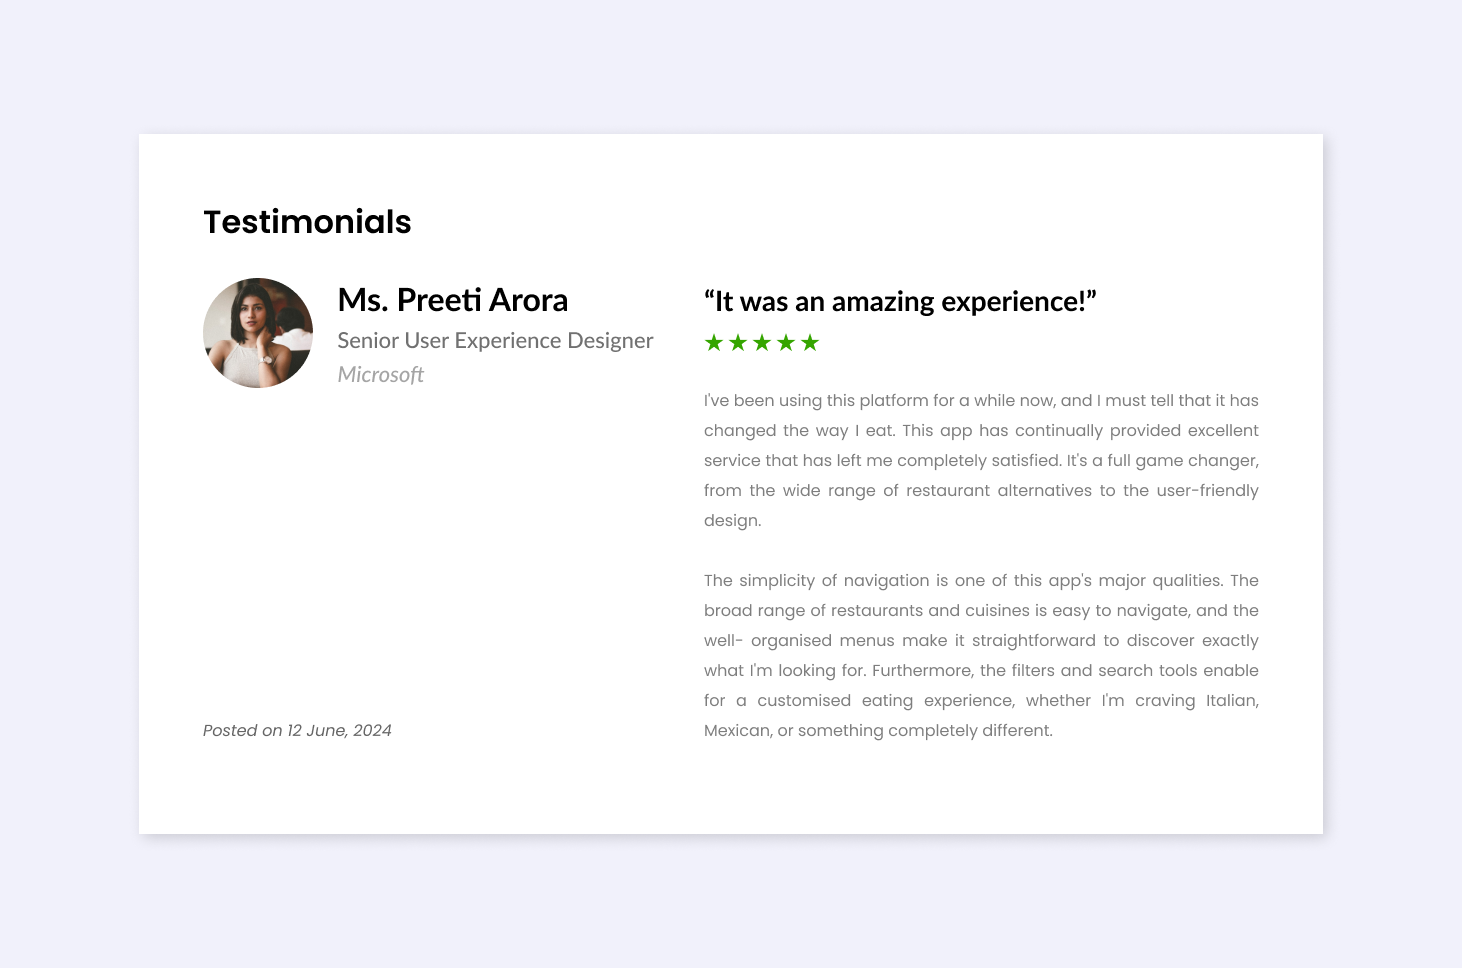 Testimonials
Ms. Preeti Arora
Senior User Experience Designer
Microsoft
Posted on 12 June, 2024
“It was an amazing experience!”
★★★★★
I've been using this platform for a while now, and I must tell that it has
changed the way I eat. This app has continually provided excellent
service that has left me completely satisfied. It's a full game changer,
from the wide range of restaurant alternatives to the user-friendly
design.
The simplicity of navigation is one of this app's major qualities. The
broad range of restaurants and cuisines is easy to navigate, and the
well- organised menus make it straightforward to discover exactly
what I'm looking for. Furthermore, the filters and search tools enable
for a customised eating experience, whether I'm craving Italian,
Mexican, or something completely different.